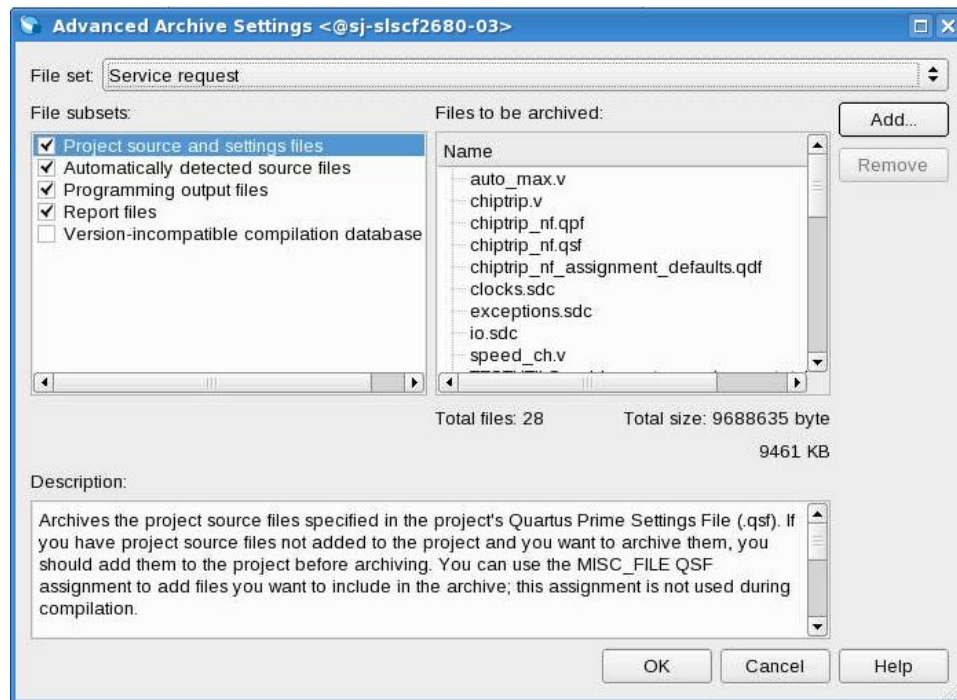 Advanced Archive Settings <@sj-slscf2680-03>
File set: Service request
File subsets:
Project source and settings files
Automatically detected source files
Programming output files
Report files
Version-incompatible compilation database
Files to be archived:
Name
auto_max.v
chiptrip.v
chiptrip_nf.qpf
chiptrip_nf.qsf
chiptrip_nf_assignment_defaults.qdf
clocks.sdc
exceptions.sdc
io.sdc
speed_ch.v
Total files: 28 Total size: 9688635 byte
9461 KB
Add...
Remove
Description:
Archives the project source files specified in the project's Quartus Prime Settings File (.qsf). If
you have project source files not added to the project and you want to archive them, you
should add them to the project before archiving. You can use the MISC_FILE QSF
assignment to add files you want to include in the archive; this assignment is not used during
compilation.
OK Cancel Help